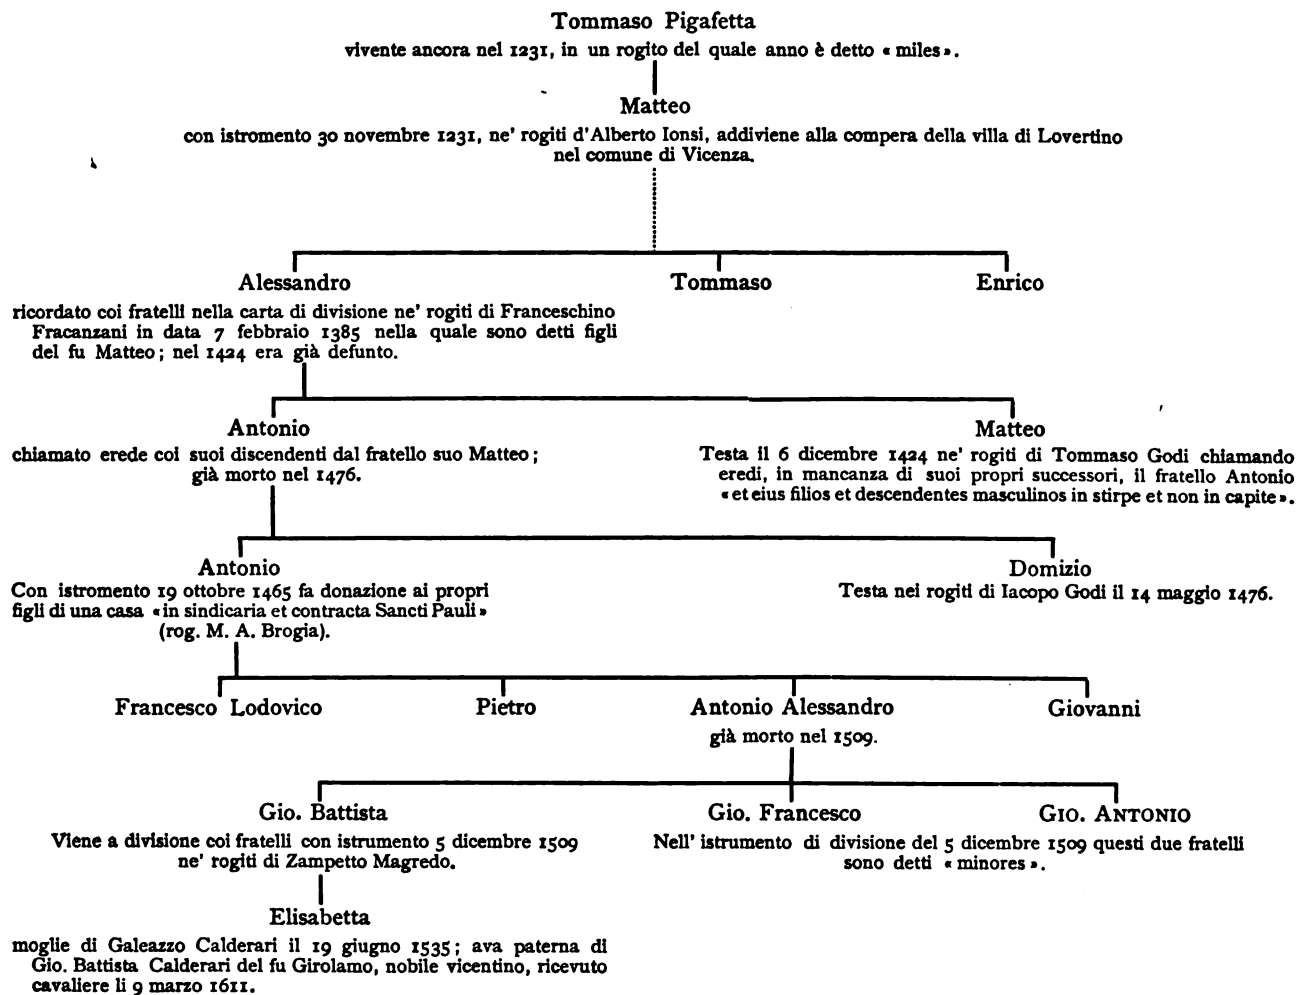 Tommaso Pigafetta
vivente ancora nel 1231, in un rogito del quale anno è detto « miles ».
Matteo
con istromento 30 novembre 1231, ne' rogiti d'Alberto Ionsi, addiviene alla compera della villa di Lovertino
nel comune di Vicenza.
Alessandro
ricordato coi fratelli nella carta di divisione ne' rogiti di Franceschino
Fracanzani in data 7 febbraio 1385 nella quale sono detti figli
del fu Matteo; nel 1424 era già defunto.
Tommaso
Enrico
Antonio
chiamato erede coi suoi discendenti dal fratello suo Matteo;
già morto nel 1476.
Matteo
Testa il 6 dicembre 1424 ne' rogiti di Tommaso Godi chiamando
eredi, in mancanza di suoi propri successori, il fratello Antonio
« et eius filios et descendentes masculinos in stirpe et non in capite ».
Antonio
Con istromento 19 ottobre 1465 fa donazione ai propri
figli di una casa « in sindicaria et contracta Sancti Pauli »
(rog. M. A. Brogia).
Domizio
Testa nei rogiti di Iacopo Godi il 14 maggio 1476.
Francesco Lodovico
Pietro
Antonio Alessandro
già morto nel 1509.
Giovanni
Gio. Battista
Viene a divisione coi fratelli con istrumento 5 dicembre 1509
ne' rogiti di Zampetto Magredo.
Gio. Francesco
GIO. ANTONIO
Nell' istrumento di divisione del 5 dicembre 1509 questi due fratelli
sono detti « minores ».
Elisabetta
moglie di Galeazzo Calderari il 19 giugno 1535; ava paterna di
Gio. Battista Calderari del fu Girolamo, nobile vicentino, ricevuto
cavaliere li 9 marzo 1611.